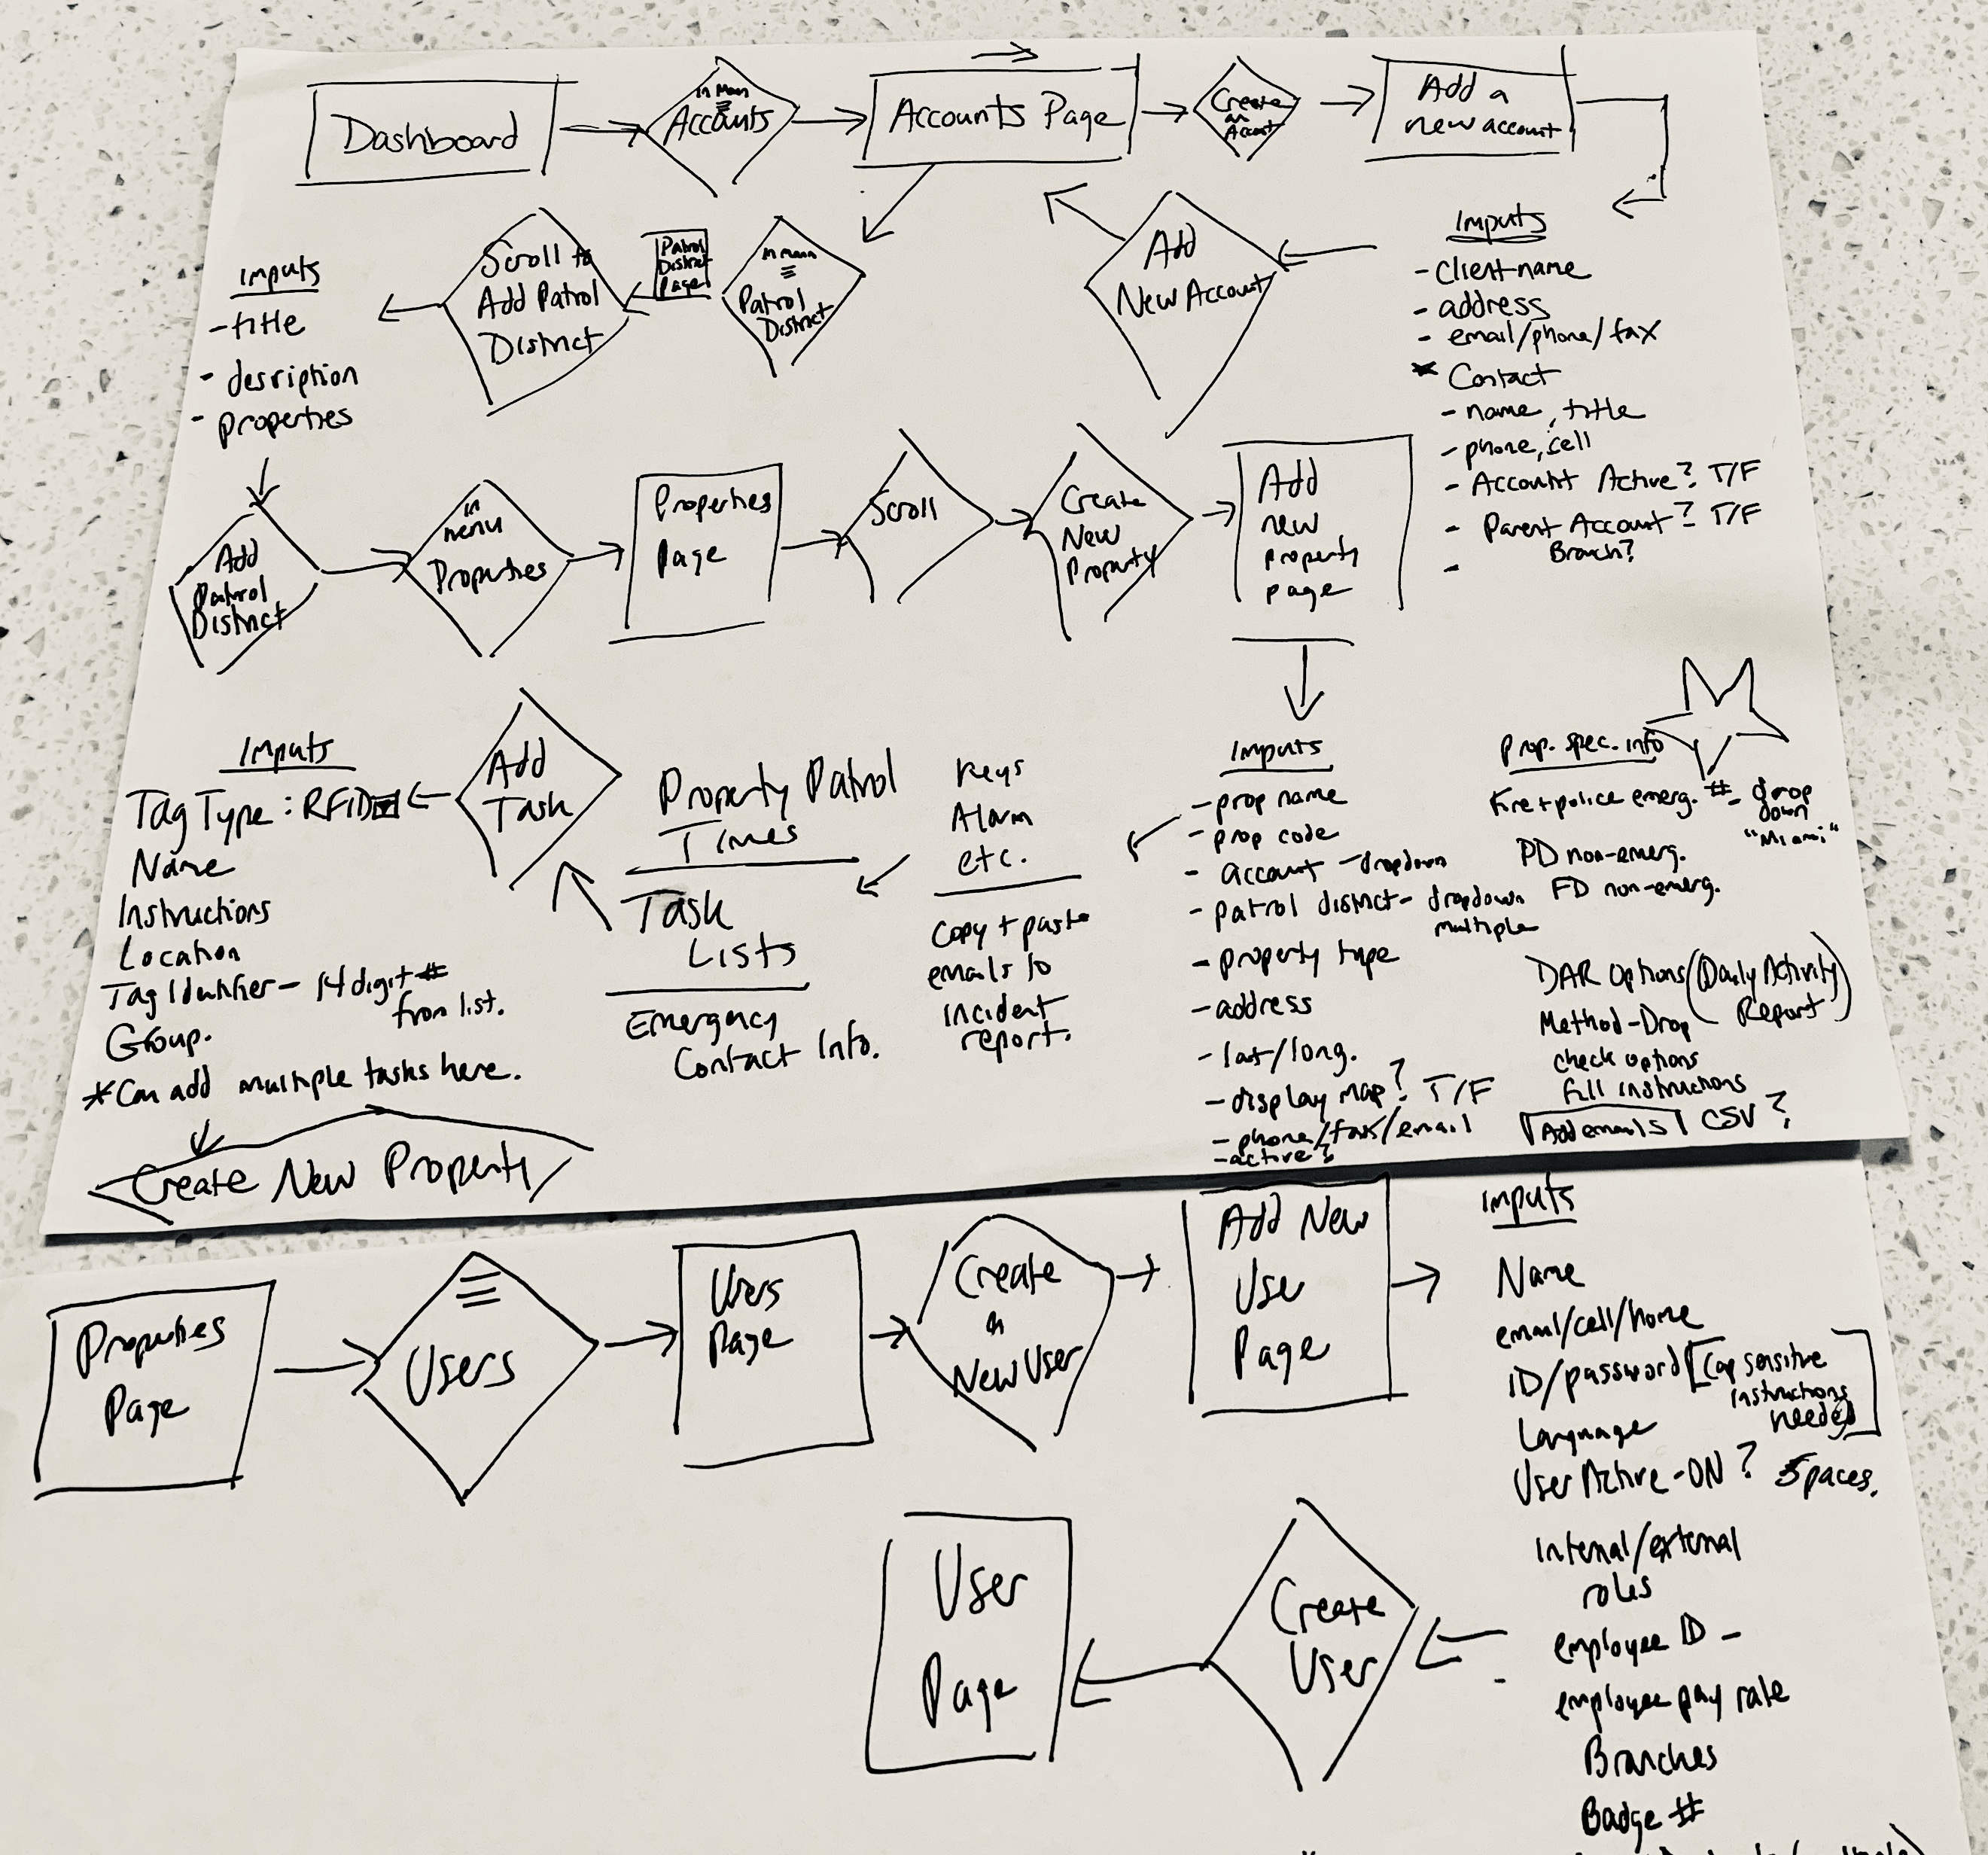 Dashboard
in Man
Accounts
Accounts Page
Create
an
Account
Add a
new account
Inputs
- title
- desription
- properties
Scroll to
Add Patrol
District
Patrol
District
Page
Patrol
District
Add
New Account
Inputs
- Client name
- address
- email/phone/fax
* Contact
- name, title
- phone, cell
- Account Active? T/F
- Parent Account? T/F
Branch?
-
Add
Patrol
District
in
menu
Properties
Properties
Page
Scroll
Create
New
Property
Add
new
property
page
Inputs
Tag Type: RFID
Name
Instructions
Location
Tag Identifier - 14 digit #
from list.
Group.
*Can add multiple tasks here.
Create New Property
Add
Task
Property Patrol
Times
Task
Lists
Emergency
Contact Info.
Keys
Alarm
etc.
Copy + paste
emails to
incident
report.
Inputs
- prop name
- prop code
- account - dropdown
- patrol district - dropdown
multiple
- property type
- address
- lat/long.
- display map? T/F
- phone/fax/email
- active?
Prop. spec. info
Fire + police emerg. # - drop
down
"Miami"
PD non-emerg.
FD non-emerg.
DAR Options (Daily Activity
Report)
Method - Drop
check options
fill instructions
Add emails CSV?
Properties
Page
Users
Users
Page
Create
a
New User
Add New
Use
Page
Inputs
Name
email/cell/home
ID/password [Cap sensitive
instructions
needed]
Language
User Active - ON? Spaces.
Internal/external
roles
employee ID -
employee pay rate
Branches
Badge #
Create
User
User
Page